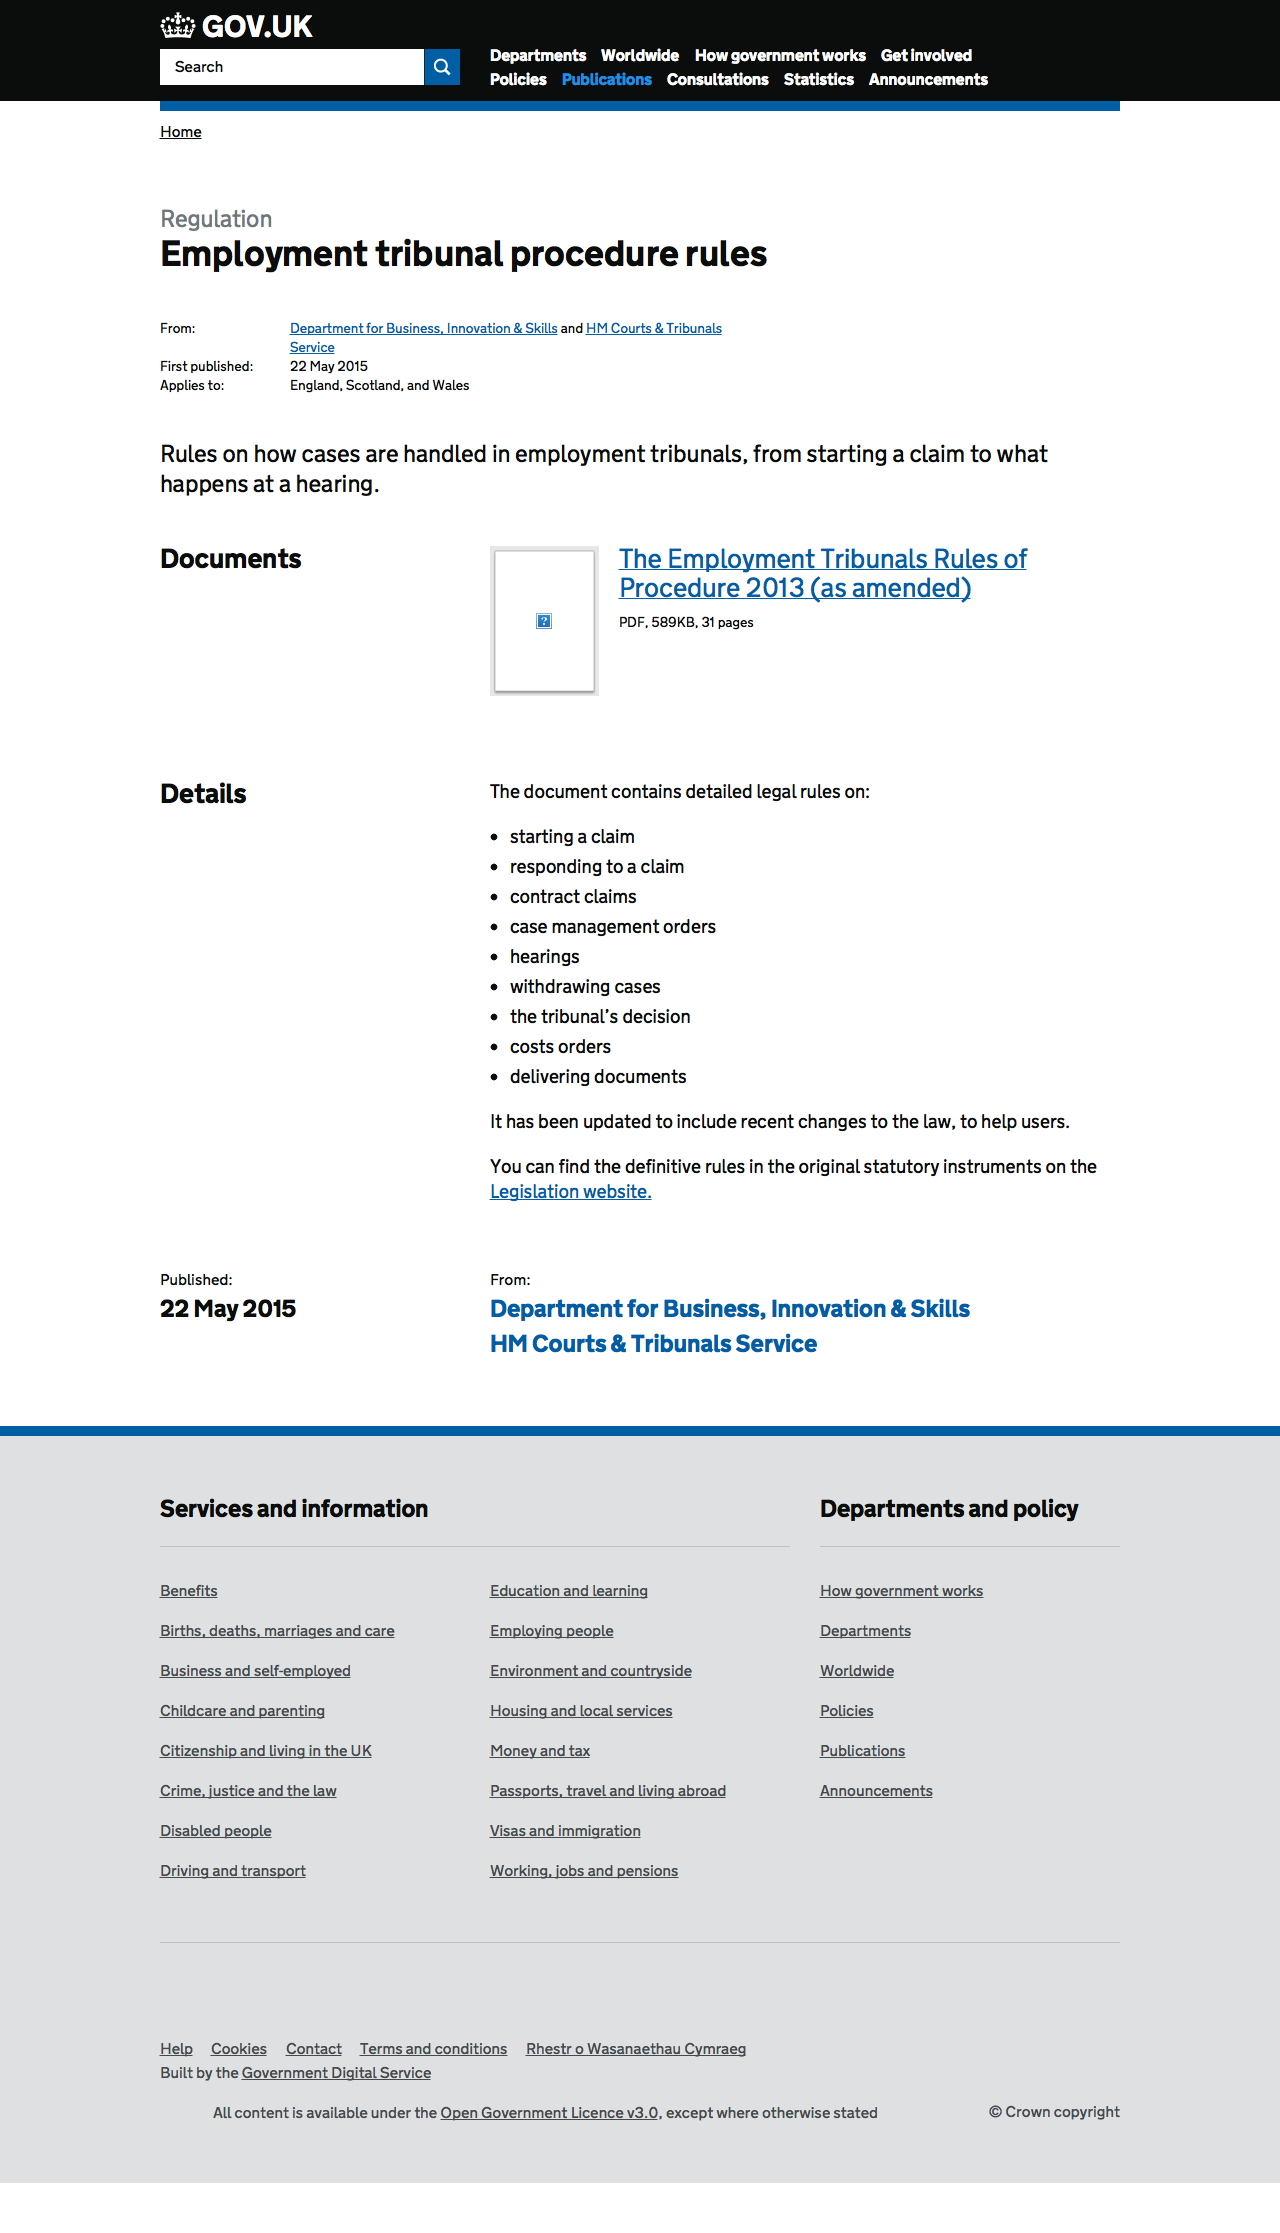 GOV.UK
Search
Departments Worldwide How government works Get involved
Policies Publications Consultations Statistics Announcements
Home
Regulation
Employment tribunal procedure rules
From: Department for Business, Innovation & Skills and HM Courts & Tribunals
Service
First published: 22 May 2015
Applies to: England, Scotland, and Wales
Rules on how cases are handled in employment tribunals, from starting a claim to what
happens at a hearing.
Documents
The Employment Tribunals Rules of
Procedure 2013 (as amended)
PDF, 589KB, 31 pages
Details
The document contains detailed legal rules on:
• starting a claim
• responding to a claim
• contract claims
• case management orders
• hearings
• withdrawing cases
• the tribunal’s decision
• costs orders
• delivering documents
It has been updated to include recent changes to the law, to help users.
You can find the definitive rules in the original statutory instruments on the
Legislation website.
Published:
22 May 2015
From:
Department for Business, Innovation & Skills
HM Courts & Tribunals Service
Services and information
Benefits
Births, deaths, marriages and care
Business and self-employed
Childcare and parenting
Citizenship and living in the UK
Crime, justice and the law
Disabled people
Driving and transport
Education and learning
Employing people
Environment and countryside
Housing and local services
Money and tax
Passports, travel and living abroad
Visas and immigration
Working, jobs and pensions
Departments and policy
How government works
Departments
Worldwide
Policies
Publications
Announcements
Help Cookies Contact Terms and conditions Rhestr o Wasanaethau Cymraeg
Built by the Government Digital Service
All content is available under the Open Government Licence v3.0, except where otherwise stated
© Crown copyright